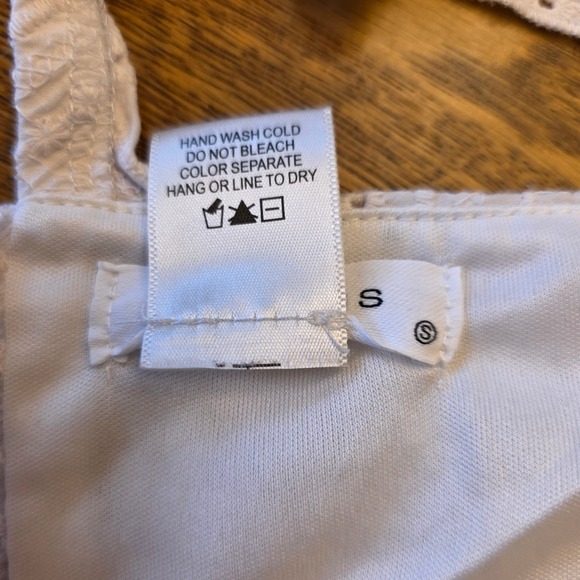 HAND WASH COLD
DO NOT BLEACH
COLOR SEPARATE
HANG OR LINE TO DRY
S
Ⓢ